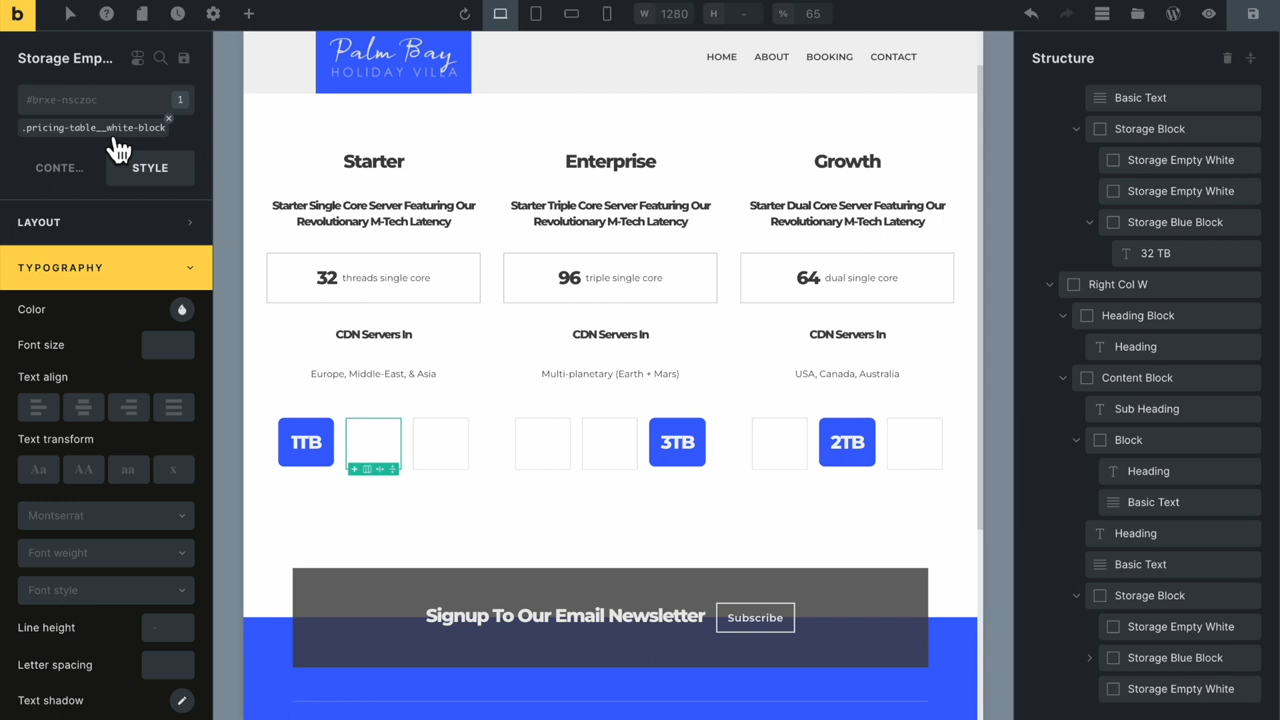 b
W 1280 H - % 65
Storage Emp...
#brxe-nsczoc 1
.pricing-table__white-block
CONTE... STYLE
LAYOUT
TYPOGRAPHY
Color
Font size
Text align
Text transform
Aa AA aa x
Montserrat
Font weight
Font style
Line height -
Letter spacing
Text shadow
Palm Bay
HOLIDAY VILLA
HOME ABOUT BOOKING CONTACT
Starter Enterprise Growth
Starter Single Core Server Featuring Our Starter Triple Core Server Featuring Our Starter Dual Core Server Featuring Our
Revolutionary M-Tech Latency Revolutionary M-Tech Latency Revolutionary M-Tech Latency
32 threads single core 96 triple single core 64 dual single core
CDN Servers In CDN Servers In CDN Servers In
Europe, Middle-East, & Asia Multi-planetary (Earth + Mars) USA, Canada, Australia
1TB 3TB 2TB
Signup To Our Email Newsletter Subscribe
Structure
Basic Text
Storage Block
Storage Empty White
Storage Empty White
Storage Blue Block
32 TB
Right Col W
Heading Block
Heading
Content Block
Sub Heading
Block
Heading
Basic Text
Heading
Basic Text
Storage Block
Storage Empty White
Storage Blue Block
Storage Empty White